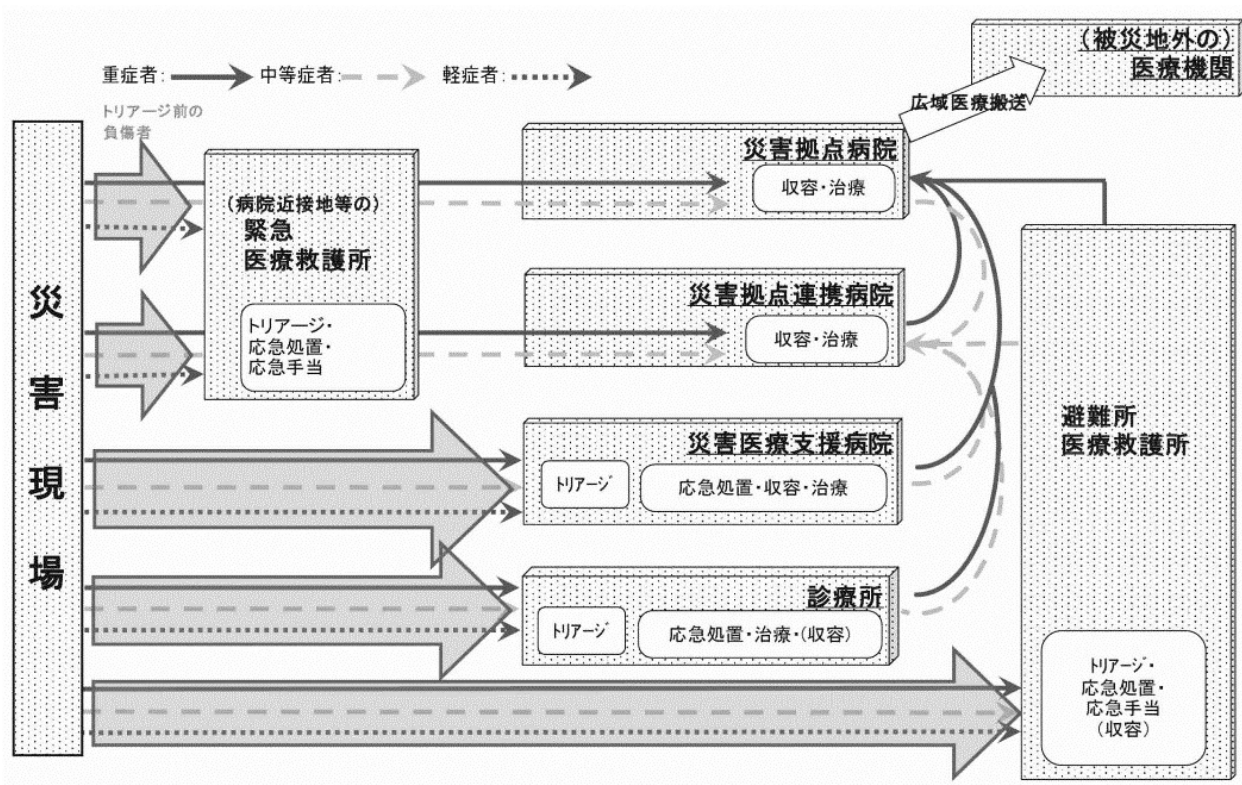 (被災地外の)
医療機関
重症者:
中等症者:
軽症者:
広域医療搬送
トリアージ前の
負傷者
災害現場
(病院近接地等の)
緊急
医療救護所
トリアージ・
応急処置・
応急手当
災害拠点病院
収容・治療
災害拠点連携病院
収容・治療
災害医療支援病院
トリアージ
応急処置・収容・治療
診療所
トリアージ
応急処置・治療・(収容)
避難所
医療救護所
トリアージ・
応急処置・
応急手当
(収容)